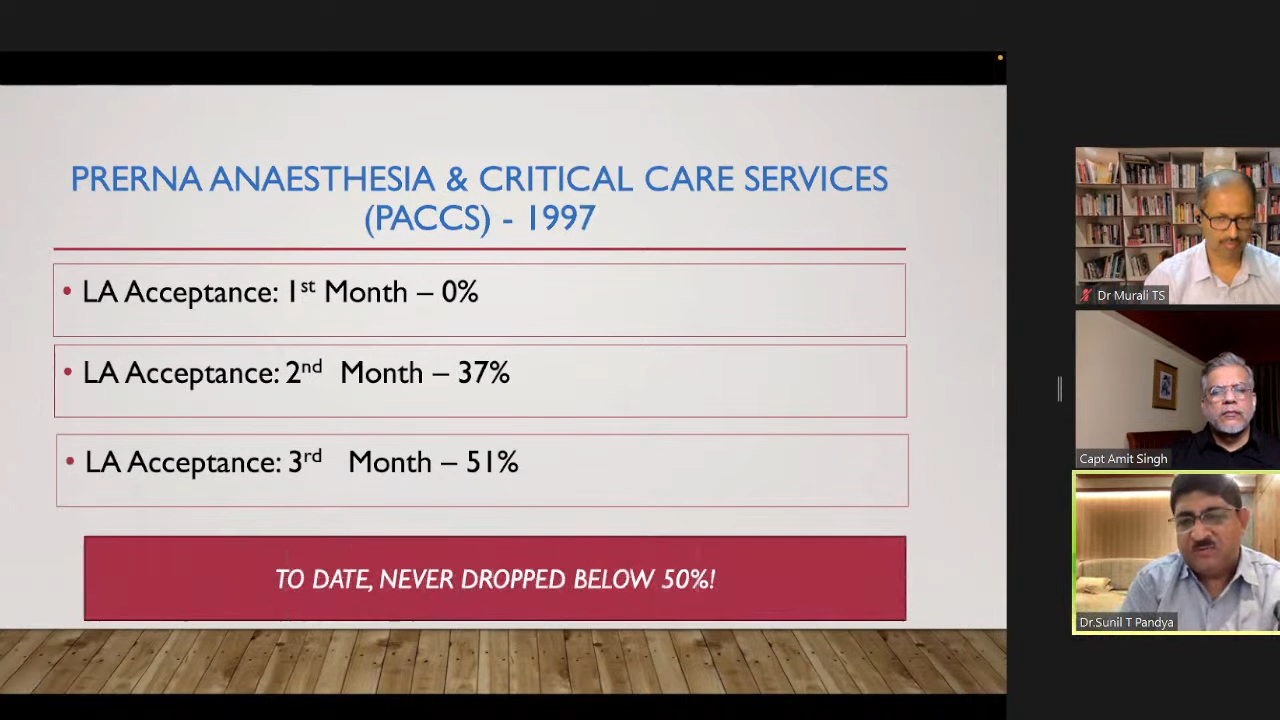 PRERNA ANAESTHESIA & CRITICAL CARE SERVICES
(PACCS) - 1997
• LA Acceptance: 1st Month – 0%
• LA Acceptance: 2nd Month – 37%
• LA Acceptance: 3rd Month – 51%
TO DATE, NEVER DROPPED BELOW 50%!
Dr Murali TS
Capt Amit Singh
Dr.Sunil T Pandya